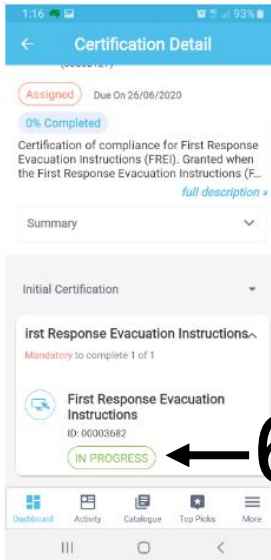 1:16 93%
Certification Detail
Assigned Due On 26/06/2020
0% Completed
Certification of compliance for First Response
Evacuation Instructions (FREI). Granted when
the First Response Evacuation Instructions (F...
full description »
Summary
Initial Certification
irst Response Evacuation Instructions
Mandatory to complete 1 of 1
First Response Evacuation
Instructions
ID: 00003682
IN PROGRESS
6
Dashboard Activity Catalogue Top Picks More